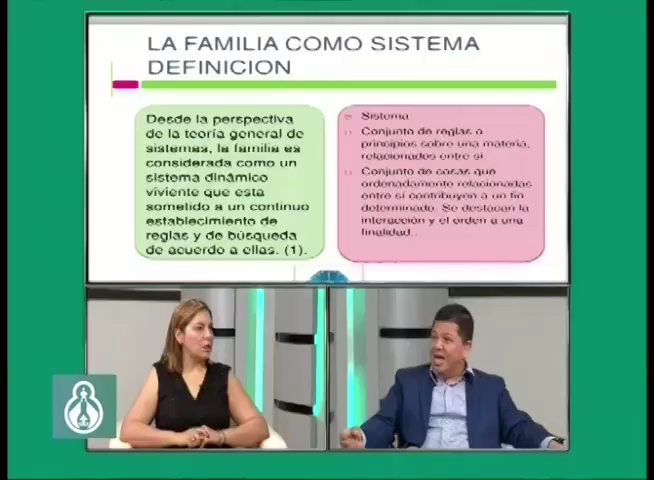 LA FAMILIA COMO SISTEMA
DEFINICION
Desde la perspectiva
de la teoría general de
sistemas, la familia es
considerada como un
sistema dinámico
viviente que esta
sometido a un continuo
establecimiento de
reglas y de búsqueda
de acuerdo a ellas. (1).
Sistema
Conjunto de reglas o
principios sobre una materia,
relacionados entre si.
Conjunto de cosas que
ordenadamente relacionadas
entre sí contribuyen a un fin
determinado. Se destacan la
interacción y el orden a una
finalidad..